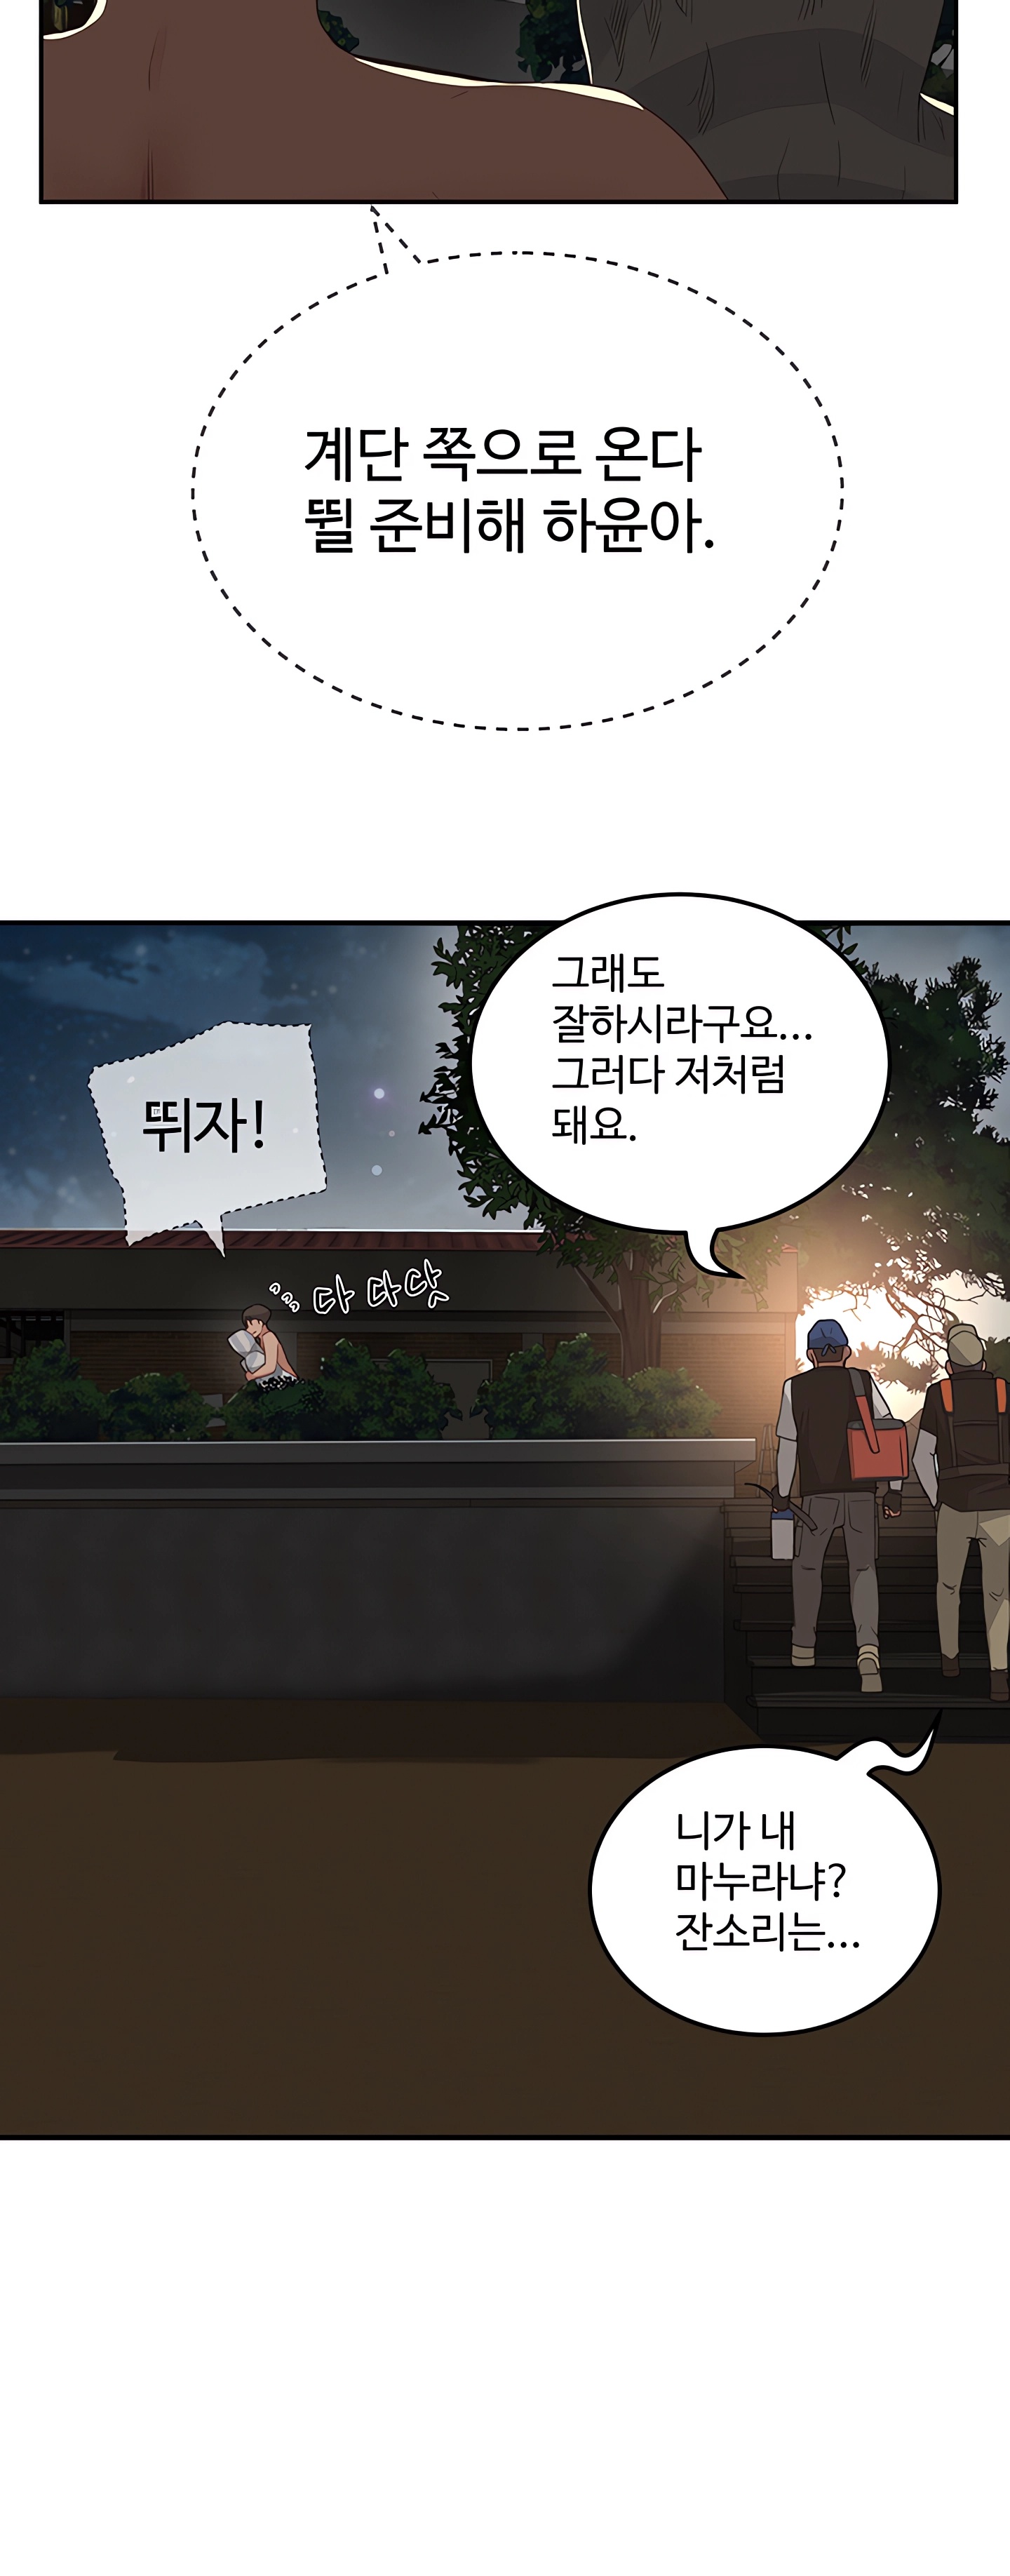 계단 쪽으로 온다
뛸 준비해 하윤아.
그래도
잘하시라구요...
그러다 저처럼
돼요.
뛰자!
다다닷
니가 내
마누라냐?
잔소리는...